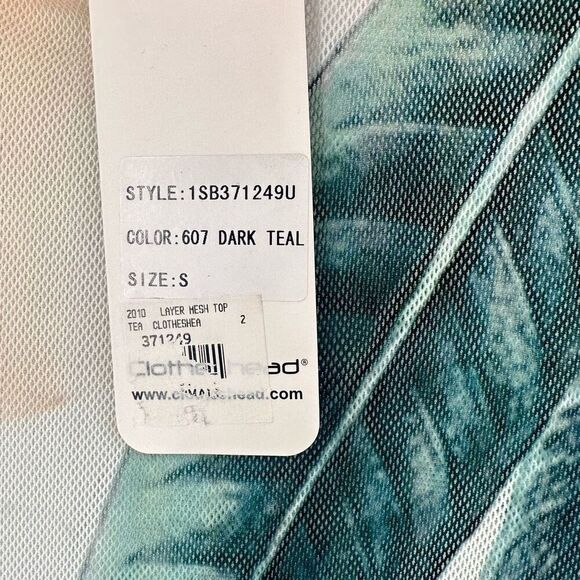 STYLE:1SB371249U
COLOR:607 DARK TEAL
SIZE:S
2010 LAYER MESH TOP
TEA CLOTHESHEA 2
371249